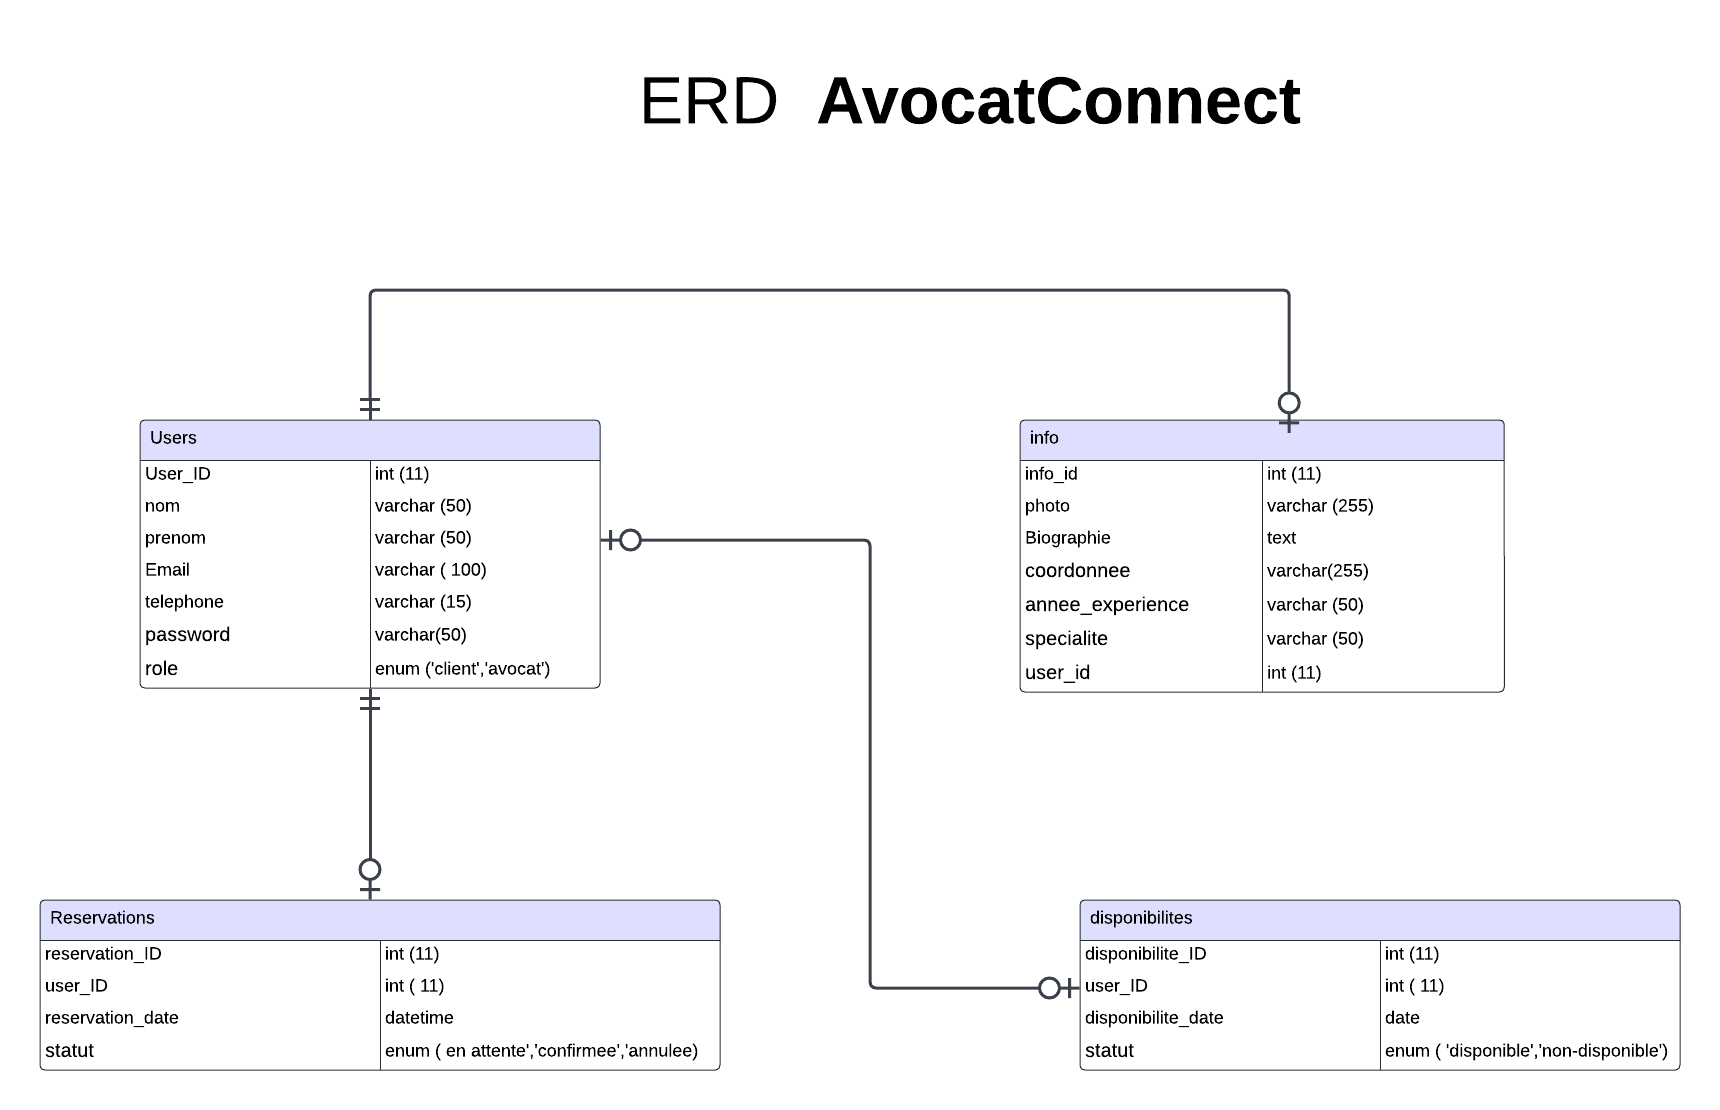 ERD AvocatConnect
Users
User_ID int (11)
nom varchar (50)
prenom varchar (50)
Email varchar ( 100)
telephone varchar (15)
password varchar(50)
role enum ('client','avocat')
info
info_id int (11)
photo varchar (255)
Biographie text
coordonnee varchar(255)
annee_experience varchar (50)
specialite varchar (50)
user_id int (11)
Reservations
reservation_ID int (11)
user_ID int ( 11)
reservation_date datetime
statut enum ( en attente','confirmee','annulee)
disponibilites
disponibilite_ID int (11)
user_ID int ( 11)
disponibilite_date date
statut enum ( 'disponible','non-disponible')